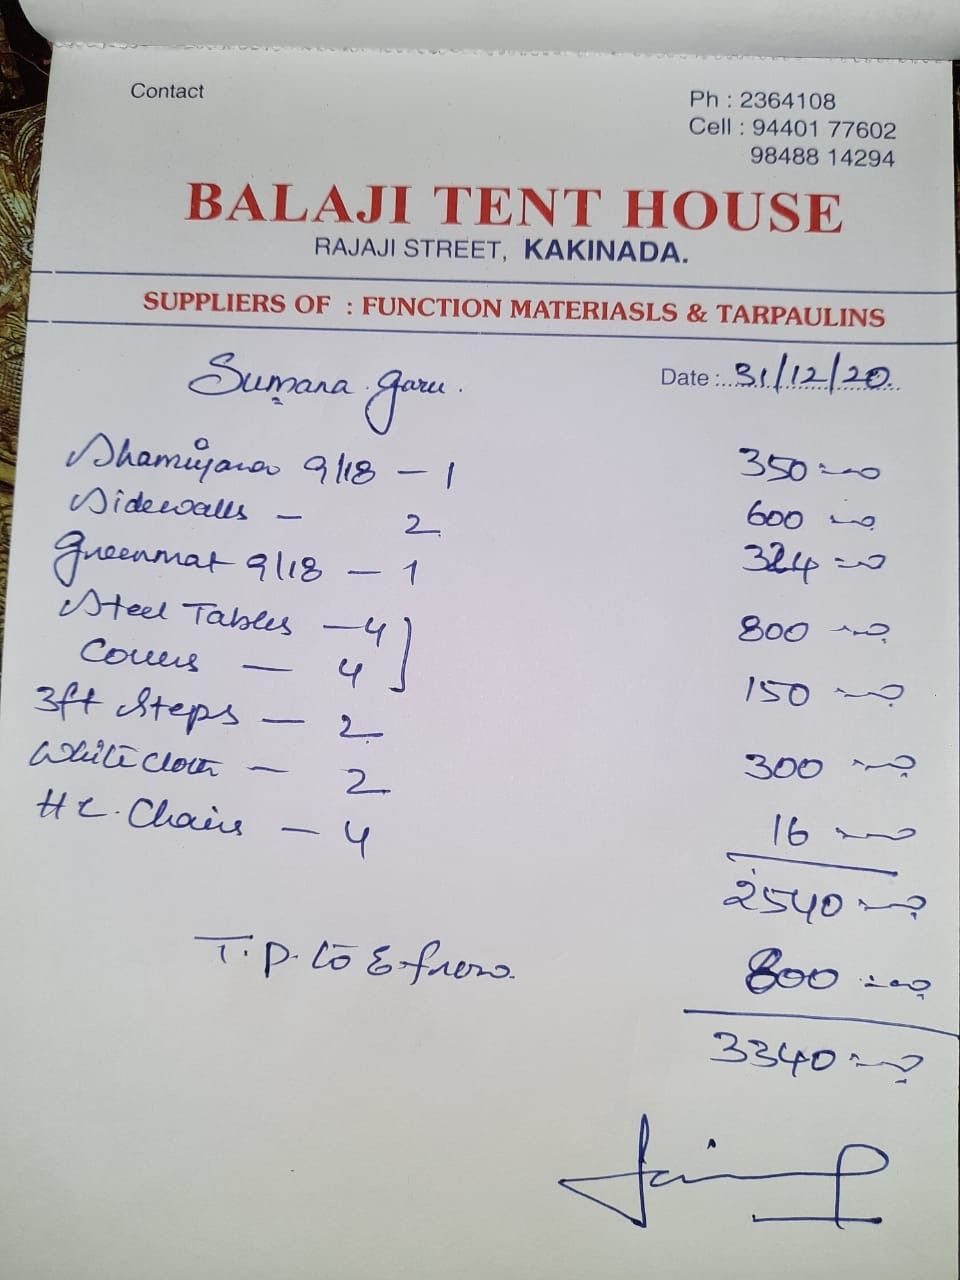 Contact
Ph : 2364108
Cell : 94401 77602
98488 14294
BALAJI TENT HOUSE
RAJAJI STREET, KAKINADA.
SUPPLIERS OF : FUNCTION MATERIASLS & TARPAULINS
Sumana garu.
Date : 31/12/20
Shamiyana 9/18 - 1 350
Sidewalls - 2 600
Greenmat 9/18 - 1 324
Steel Tables - 4 800
Covers - 4
3ft Steps - 2 150
White Cloth - 2 300
H L. Chairs - 4 16
2540
T.P. to & fro 800
3340